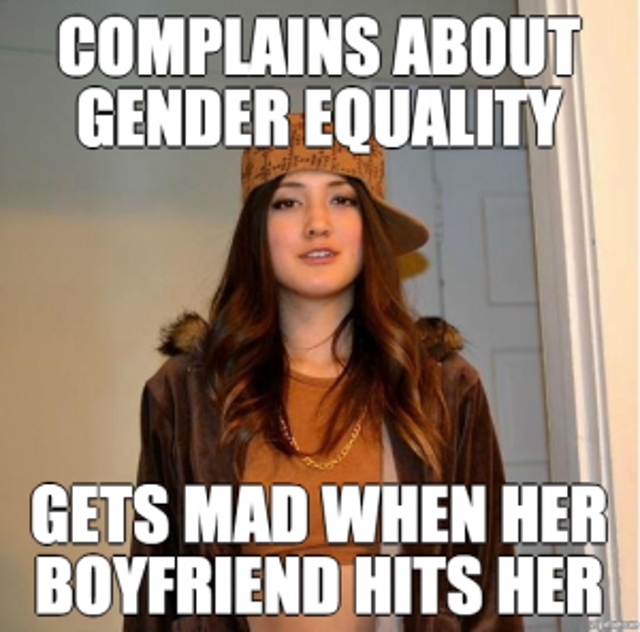 COMPLAINS ABOUT
GENDER EQUALITY
GETS MAD WHEN HER
BOYFRIEND HITS HER